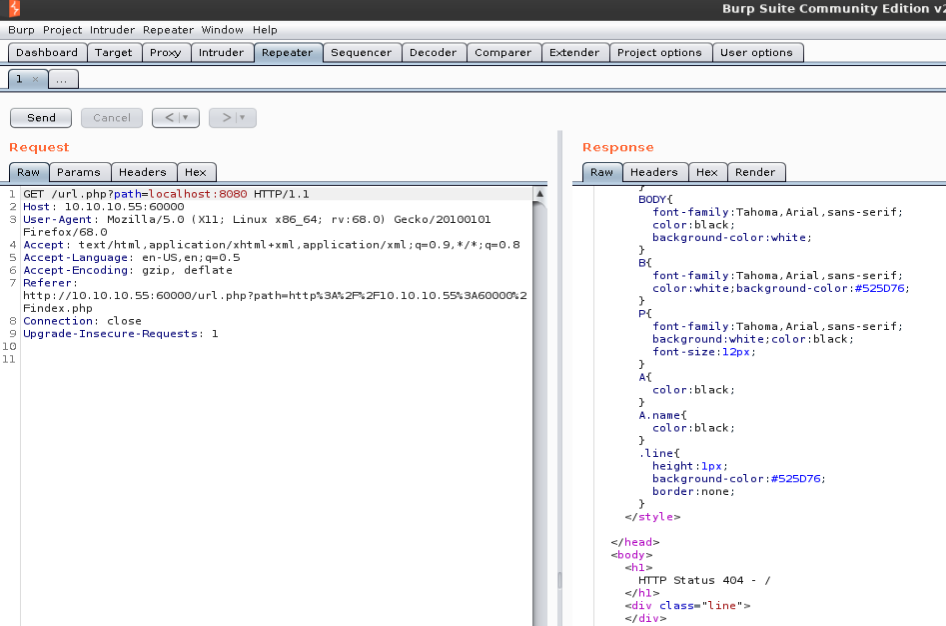 Burp Suite Community Edition v2
Burp Project Intruder Repeater Window Help
Dashboard Target Proxy Intruder Repeater Sequencer Decoder Comparer Extender Project options User options
1 × ...
Send Cancel < | ▼ > | ▼
Request
Raw Params Headers Hex
1 GET /url.php?path=localhost:8080 HTTP/1.1
2 Host: 10.10.10.55:60000
3 User-Agent: Mozilla/5.0 (X11; Linux x86_64; rv:68.0) Gecko/20100101
Firefox/68.0
4 Accept: text/html,application/xhtml+xml,application/xml;q=0.9,*/*;q=0.8
5 Accept-Language: en-US,en;q=0.5
6 Accept-Encoding: gzip, deflate
7 Referer:
http://10.10.10.55:60000/url.php?path=http%3A%2F%2F10.10.10.55%3A60000%2
Findex.php
8 Connection: close
9 Upgrade-Insecure-Requests: 1
10
11
Response
Raw Headers Hex Render
}
BODY{
font-family:Tahoma,Arial,sans-serif;
color:black;
background-color:white;
}
B{
font-family:Tahoma,Arial,sans-serif;
color:white;background-color:#525D76;
}
P{
font-family:Tahoma,Arial,sans-serif;
background:white;color:black;
font-size:12px;
}
A{
color:black;
}
A.name{
color:black;
}
.line{
height:1px;
background-color:#525D76;
border:none;
}
</style>
</head>
<body>
<h1>
HTTP Status 404 - /
</h1>
<div class="line">
</div>